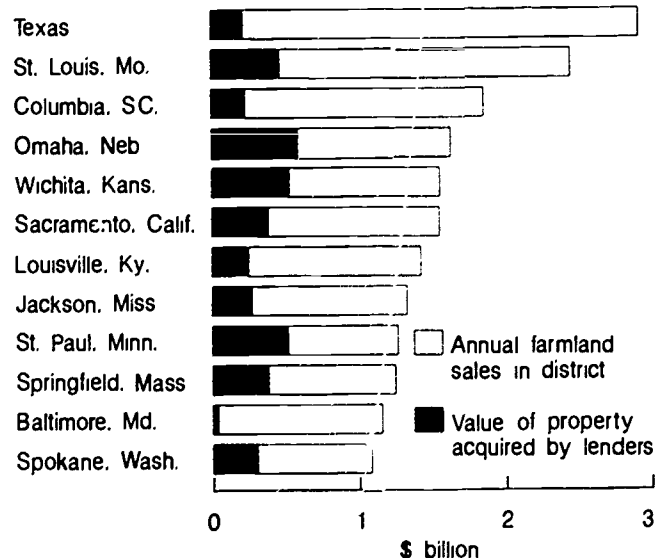 Texas
St. Louis, Mo.
Columbia, SC.
Omaha, Neb
Wichita, Kans.
Sacramento, Calif.
Louisville, Ky.
Jackson, Miss
St. Paul, Minn.
Springfield, Mass
Baltimore, Md.
Spokane, Wash.
Annual farmland
sales in district
Value of property
acquired by lenders
0 1 2 3
$ billion